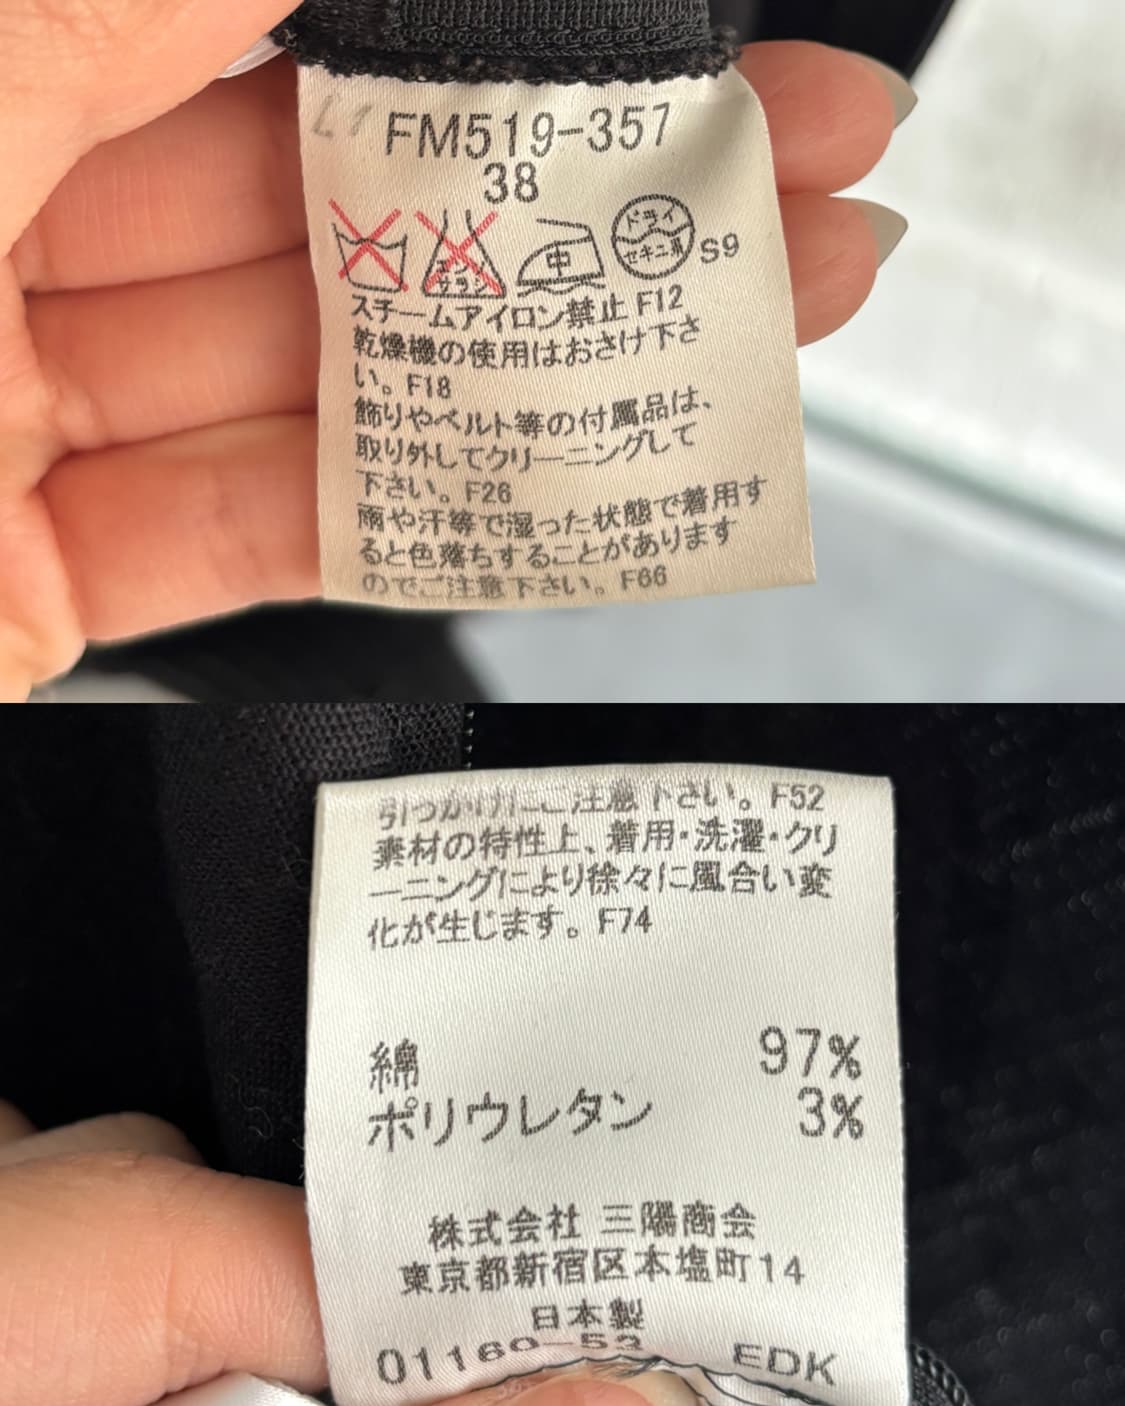 FM519-357
38
エンソ
サラシ
中
ドライ
セキユ系
S9
スチームアイロン禁止 F12
乾燥機の使用はおさけ下さ
い。F18
飾りやベルト等の付属品は、
取り外してクリーニングして
下さい。F26
雨や汗等で湿った状態で着用す
ると色落ちすることがあります
のでご注意下さい。F66
引っかけにご注意下さい。F52
素材の特性上、着用・洗濯・クリ
ーニングにより徐々に風合い変
化が生じます。F74
綿 97%
ポリウレタン 3%
株式会社 三陽商会
東京都新宿区本塩町14
日本製
01160-53 EDK